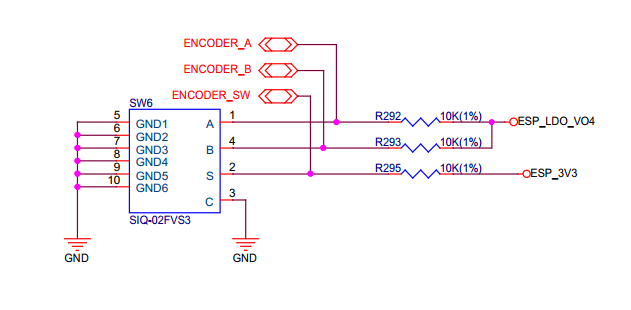 ENCODER_A
ENCODER_B
ENCODER_SW
SW6
5 GND1 A 1 R292 10K(1%) ESP_LDO_VO4
6 GND2
7 GND3 B 4 R293 10K(1%)
8 GND4
9 GND5 S 2 R295 10K(1%) ESP_3V3
10 GND6
C 3
SIQ-02FVS3
GND GND